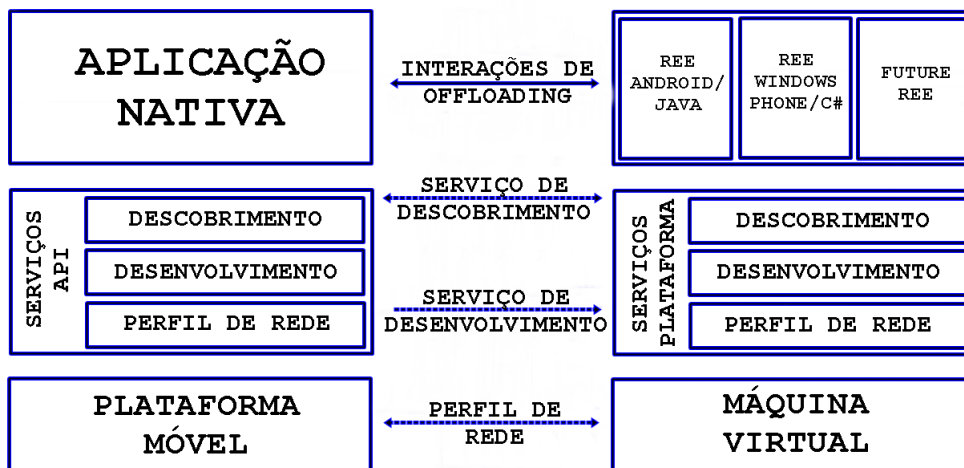 APLICAÇÃO
NATIVA
INTERAÇÕES DE
OFFLOADING
REE
ANDROID/
JAVA
REE
WINDOWS
PHONE/C#
FUTURE
REE
SERVIÇOS
API
DESCOBRIMENTO
DESENVOLVIMENTO
PERFIL DE REDE
SERVIÇO DE
DESCOBRIMENTO
SERVIÇO DE
DESENVOLVIMENTO
SERVIÇOS
PLATAFORMA
DESCOBRIMENTO
DESENVOLVIMENTO
PERFIL DE REDE
PLATAFORMA
MÓVEL
PERFIL DE
REDE
MÁQUINA
VIRTUAL